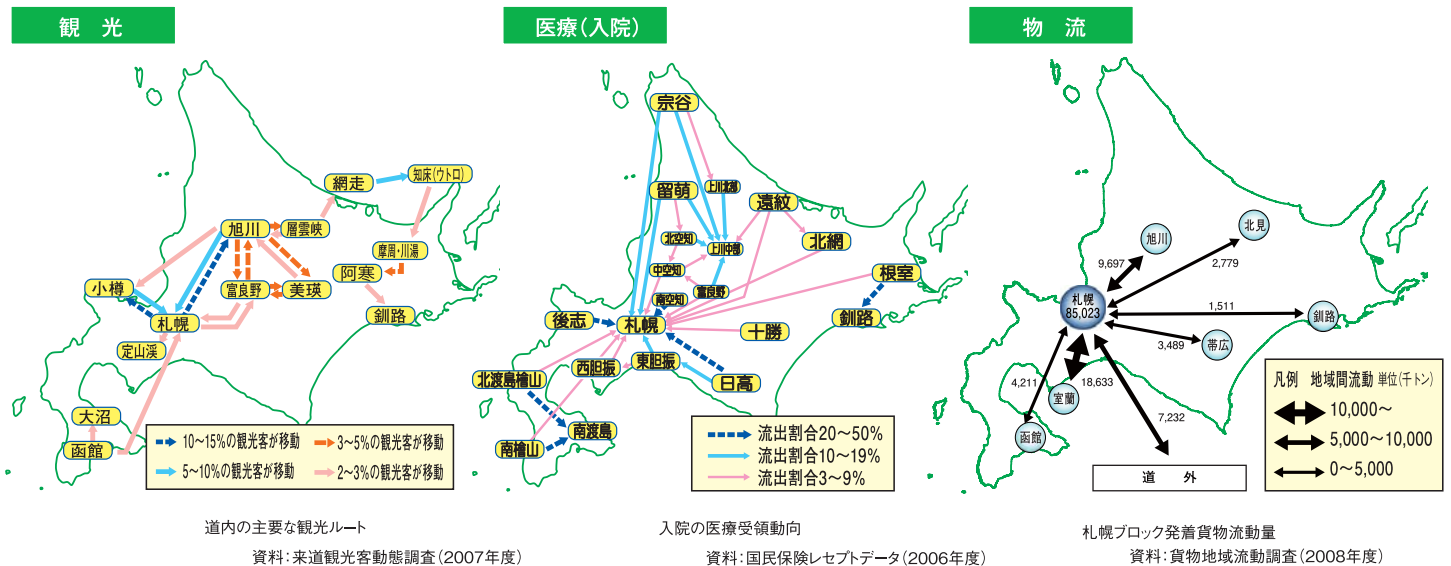 観 光
網走
知床(ウトロ)
旭川
層雲峡
摩周・川湯
阿寒
小樽
富良野
美瑛
札幌
釧路
定山渓
大沼
函館
10~15%の観光客が移動
3~5%の観光客が移動
5~10%の観光客が移動
2~3%の観光客が移動
道内の主要な観光ルート
資料:来道観光客動態調査(2007年度)
医療(入院)
宗谷
留萌
上川北部
遠紋
北空知
上川中部
北網
中空知
根室
富良野
南空知
後志
札幌
十勝
釧路
西胆振
東胆振
北渡島檜山
日高
南渡島
南檜山
流出割合20~50%
流出割合10~19%
流出割合3~9%
入院の医療受領動向
資料:国民保険レセプトデータ(2006年度)
物 流
旭川
北見
9,697
2,779
札幌
85,023
1,511
釧路
3,489
帯広
4,211
18,633
室蘭
7,232
函館
道 外
凡例 地域間流動 単位(千トン)
10,000~
5,000~10,000
0~5,000
札幌ブロック発着貨物流動量
資料:貨物地域流動調査(2008年度)